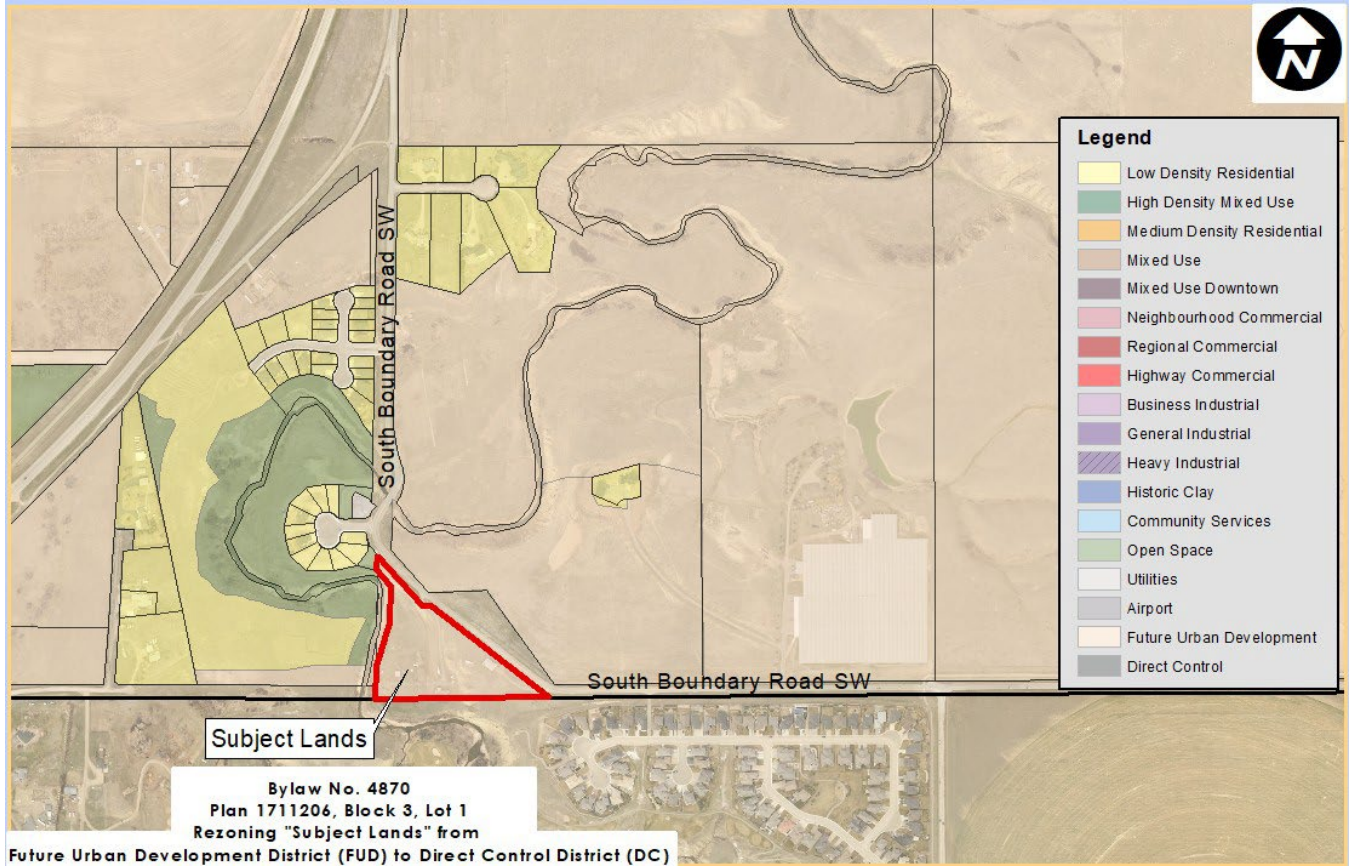 N
Legend
Low Density Residential
High Density Mixed Use
Medium Density Residential
Mixed Use
Mixed Use Downtown
Neighbourhood Commercial
Regional Commercial
Highway Commercial
Business Industrial
General Industrial
Heavy Industrial
Historic Clay
Community Services
Open Space
Utilities
Airport
Future Urban Development
Direct Control
South Boundary Road SW
South Boundary Road SW
Subject Lands
Bylaw No. 4870
Plan 1711206, Block 3, Lot 1
Rezoning "Subject Lands" from
Future Urban Development District (FUD) to Direct Control District (DC)